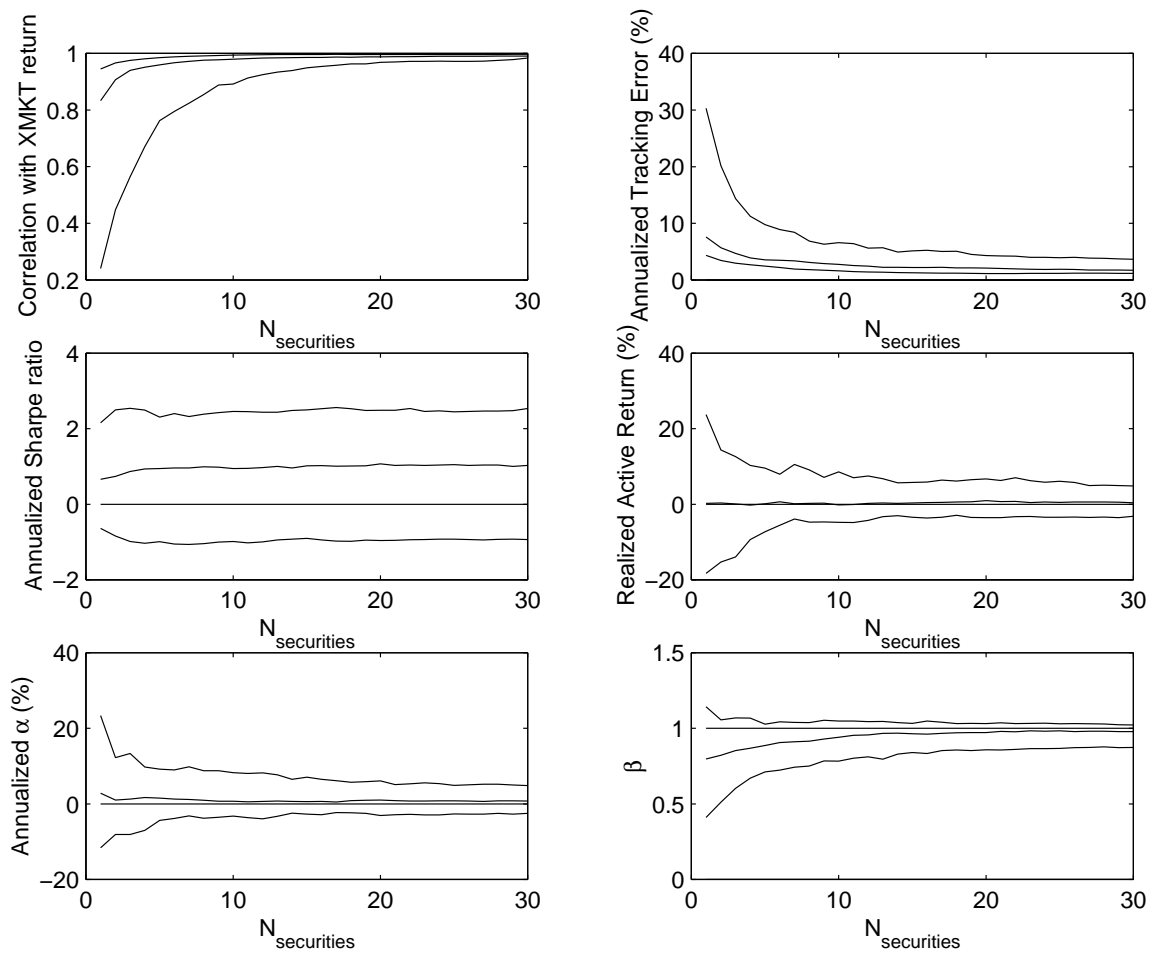 Correlation with XMKT return
1
0.8
0.6
0.4
0.2
0 10 20 30
N_securities
Annualized Tracking Error (%)
40
30
20
10
0
0 10 20 30
N_securities
Annualized Sharpe ratio
4
2
0
−2
0 10 20 30
N_securities
Realized Active Return (%)
40
20
0
−20
0 10 20 30
N_securities
Annualized α (%)
40
20
0
−20
0 10 20 30
N_securities
β
1.5
1
0.5
0
0 10 20 30
N_securities